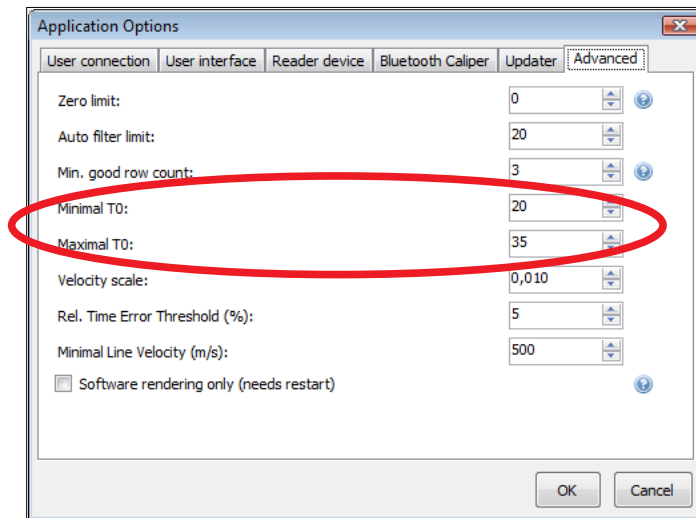 Application Options
User connection User interface Reader device Bluetooth Caliper Updater Advanced
Zero limit: 0
Auto filter limit: 20
Min. good row count: 3
Minimal T0: 20
Maximal T0: 35
Velocity scale: 0,010
Rel. Time Error Threshold (%): 5
Minimal Line Velocity (m/s): 500
Software rendering only (needs restart)
OK Cancel